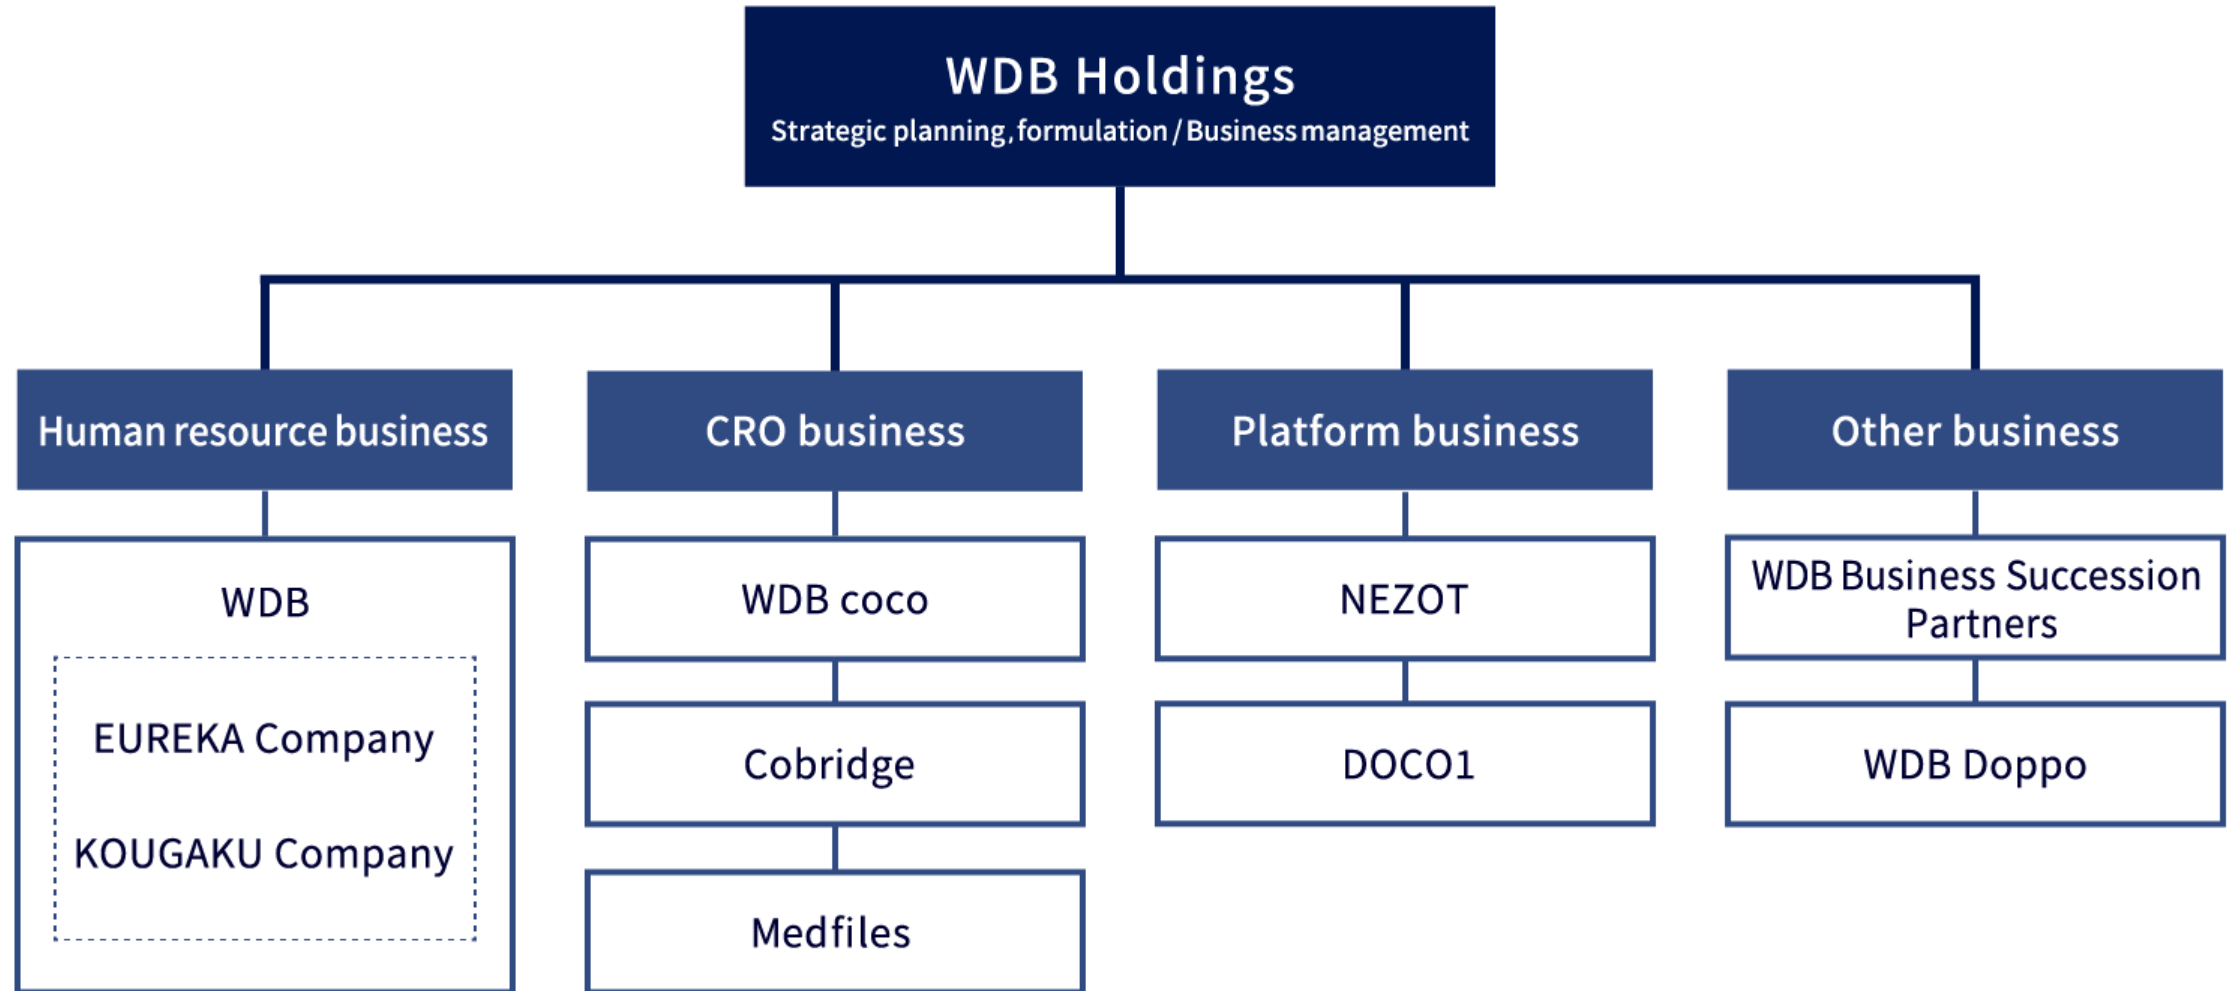 WDB Holdings
Strategic planning, formulation / Business management
Human resource business
WDB
EUREKA Company
KOUGAKU Company
CRO business
WDB coco
Cobridge
Medfiles
Platform business
NEZOT
DOCO1
Other business
WDB Business Succession
Partners
WDB Doppo